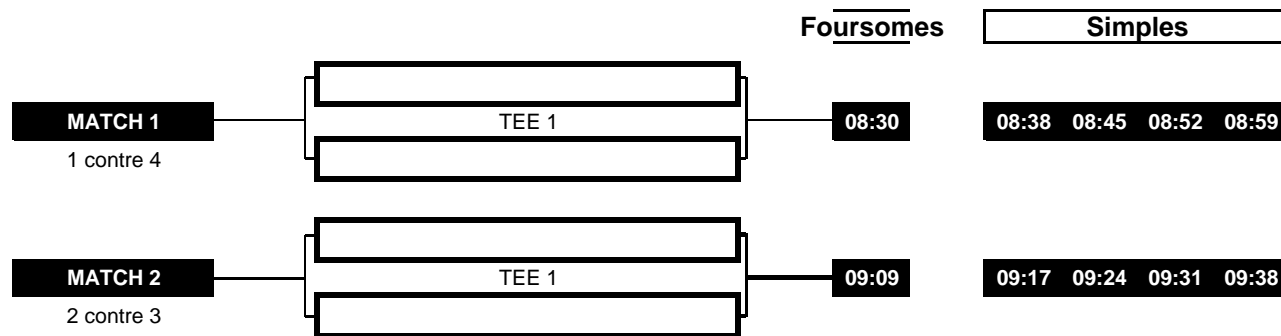 Foursomes Simples
MATCH 1 TEE 1 08:30 08:38 08:45 08:52 08:59
1 contre 4
MATCH 2 TEE 1 09:09 09:17 09:24 09:31 09:38
2 contre 3